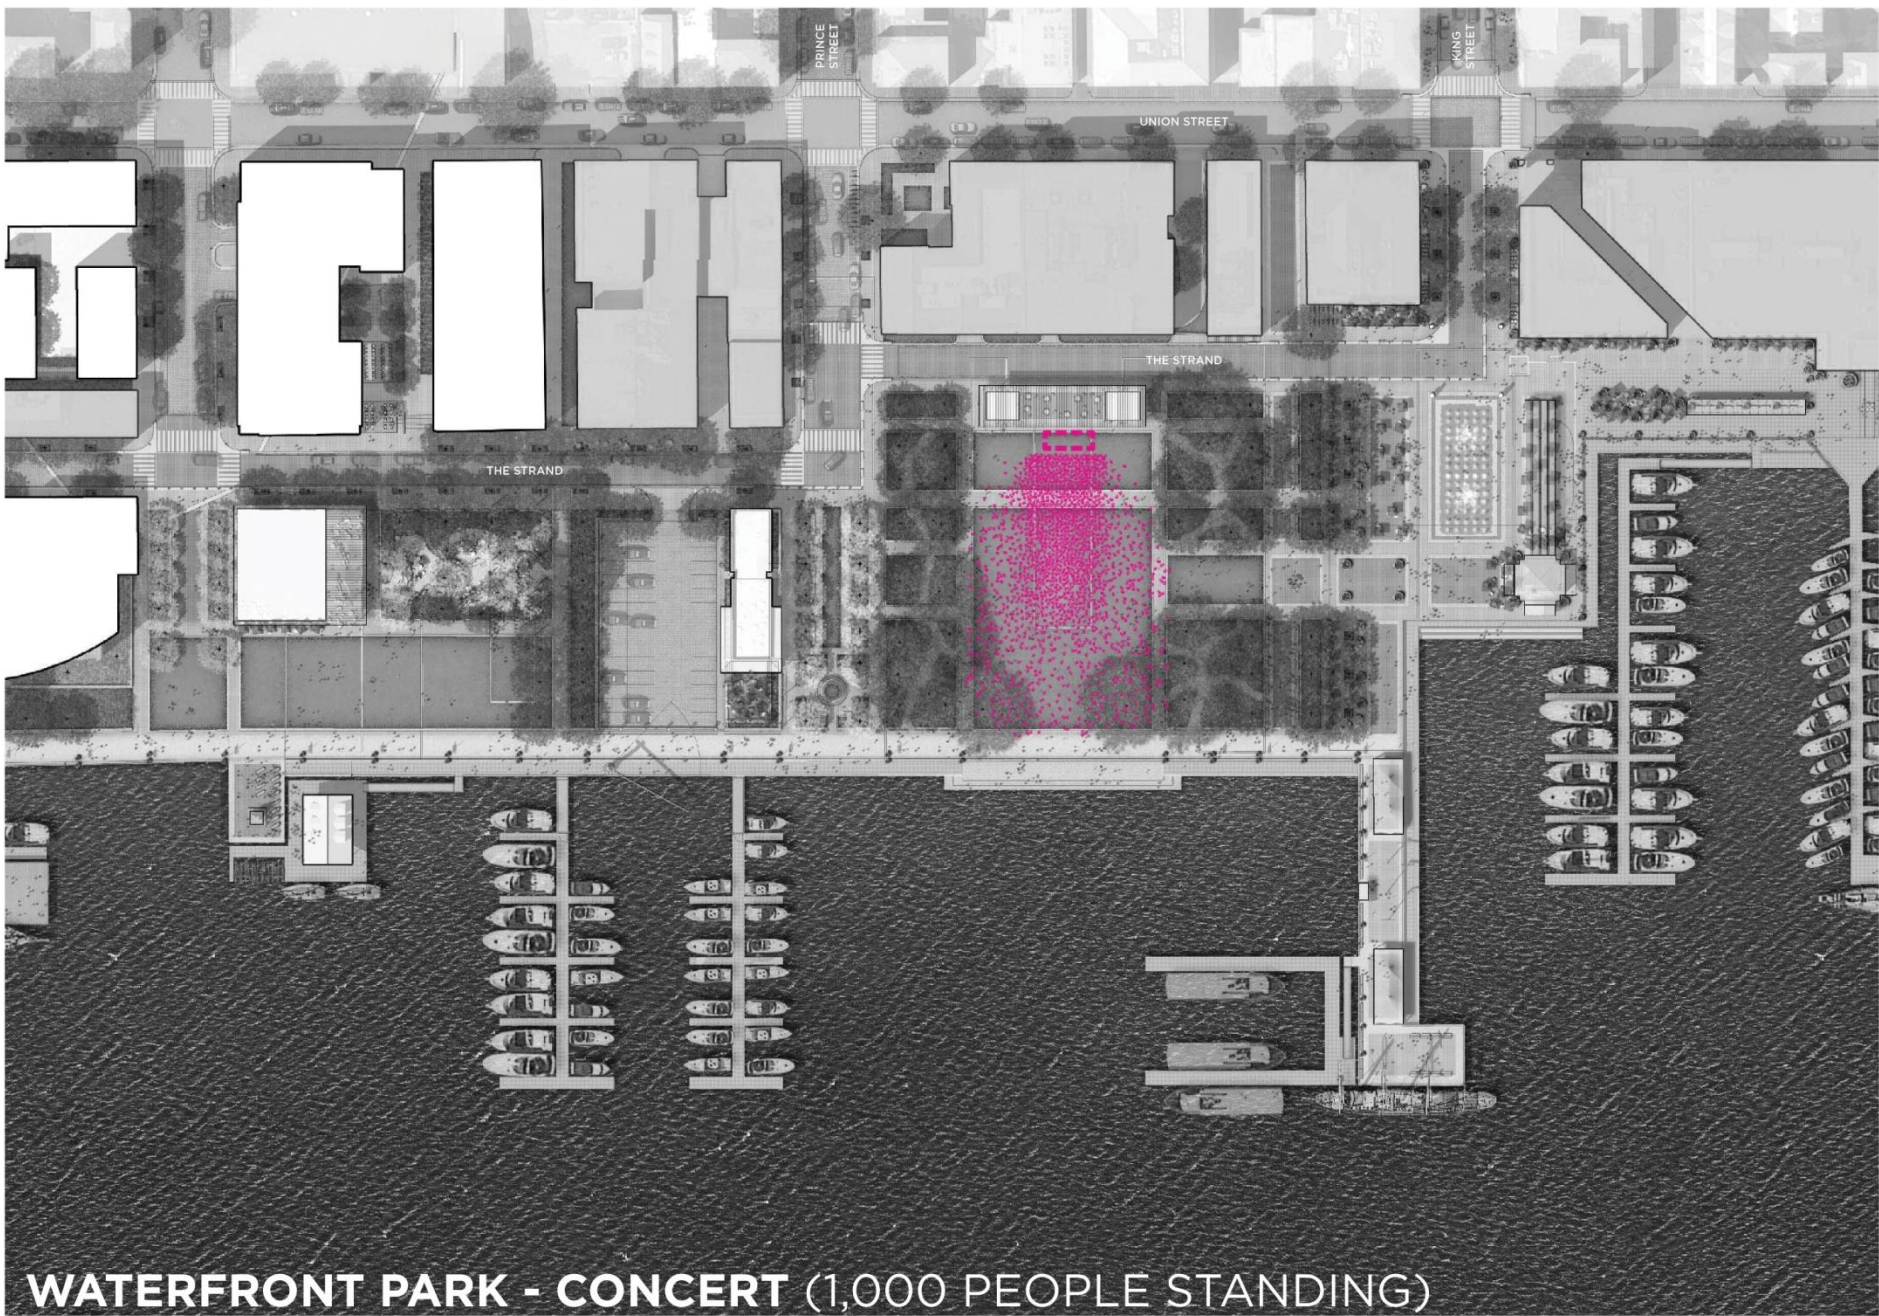 PRINCE
STREET
KING
STREET
UNION STREET
THE STRAND
THE STRAND
WATERFRONT PARK - CONCERT (1,000 PEOPLE STANDING)